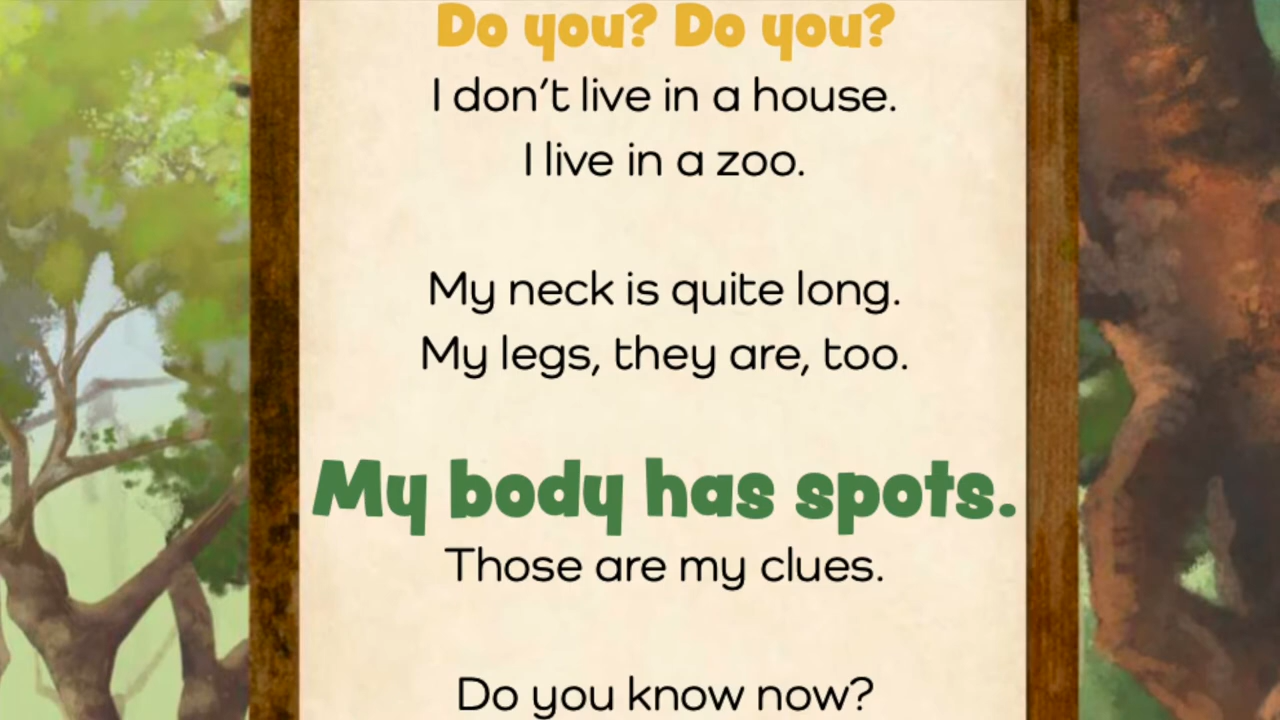 Do you? Do you?
I don't live in a house.
I live in a zoo.
My neck is quite long.
My legs, they are, too.
My body has spots.
Those are my clues.
Do you know now?